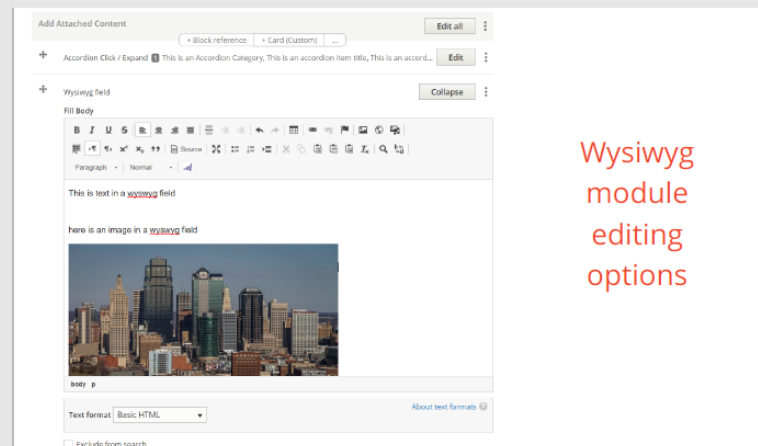 Add Attached Content
Edit all
+ Block reference
+ Card (Custom)
...
Accordion Click / Expand 1 This is an Accordion Category, This is an accordion item title, This is an accord...
Edit
Wysiwyg field
Collapse
Fill Body
B I U S
x² x₂ Source
Paragraph Normal
This is text in a wyswyg field
here is an image in a wyswyg field
body p
Text format Basic HTML
About text formats
Exclude from search
Wysiwyg
module
editing
options